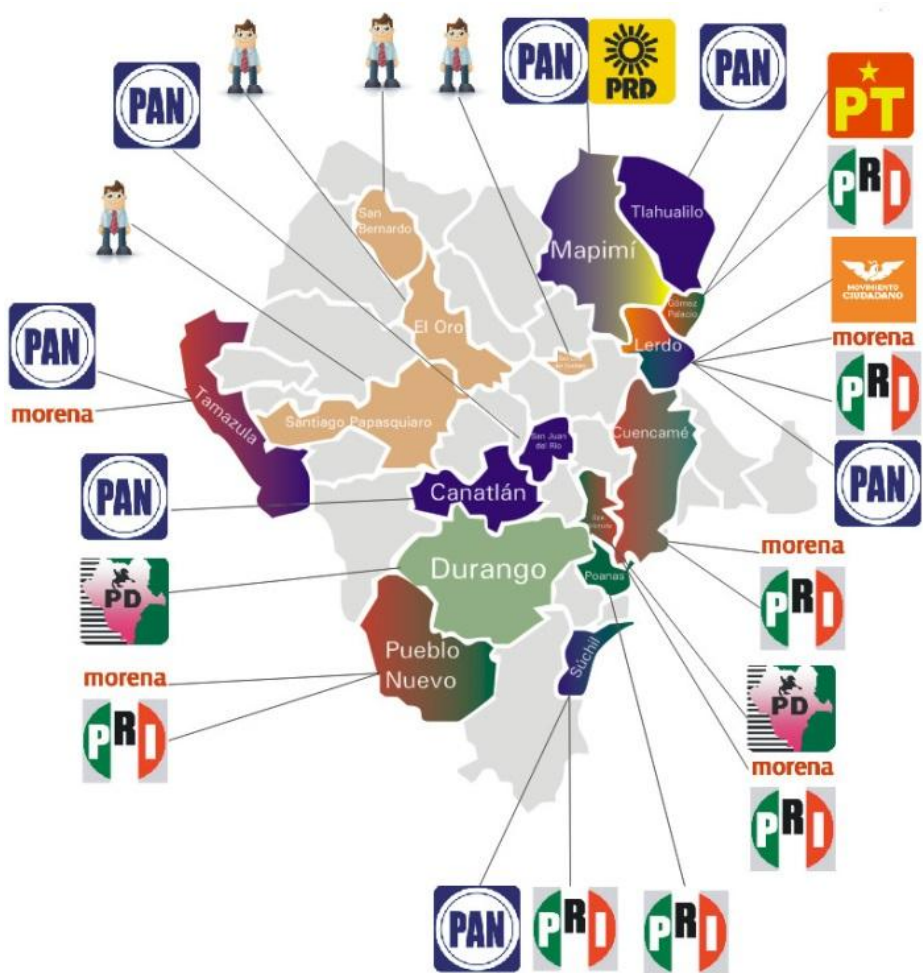 PAN
PRD
PAN
PAN
PT
PRI
MOVIMIENTO
CIUDADANO
morena
PRI
PAN
San
Bernardo
Tlahualilo
Mapimí
Gómez
Palacio
El Oro
Lerdo
PAN
morena
Tamazula
Santiago Papasquiaro
San Juan
del Río
Cuencamé
PAN
Canatlán
morena
PRI
PD
Durango
Poanas
Pueblo
Nuevo
Súchil
morena
PRI
PD
morena
PRI
PAN
PRI
PRI